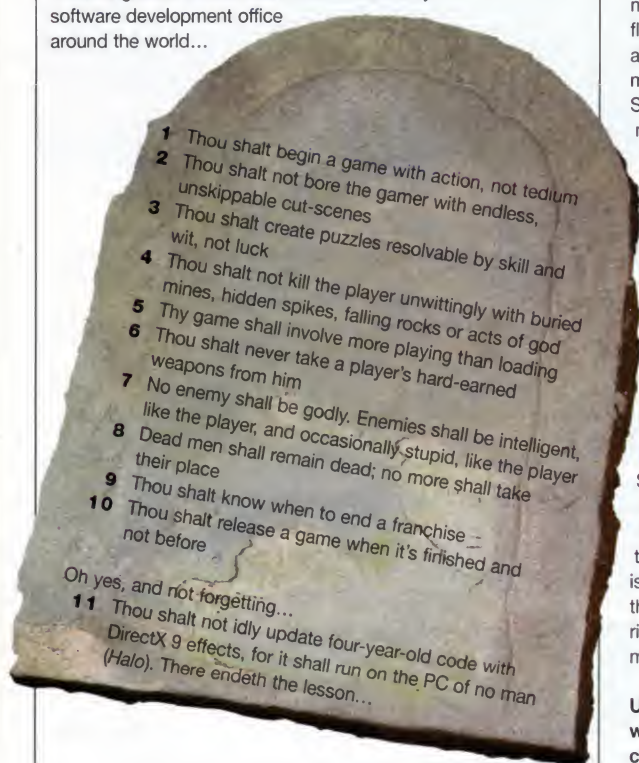 software development office
around the world…
1 Thou shalt begin a game with action, not tedium
2 Thou shalt not bore the gamer with endless,
unskippable cut-scenes
3 Thou shalt create puzzles resolvable by skill and
wit, not luck
4 Thou shalt not kill the player unwittingly with buried
mines, hidden spikes, falling rocks or acts of god
5 Thy game shall involve more playing than loading
6 Thou shalt never take a player's hard-earned
weapons from him
7 No enemy shall be godly. Enemies shall be intelligent,
like the player, and occasionally stupid, like the player
8 Dead men shall remain dead; no more shall take
their place
9 Thou shalt know when to end a franchise
10 Thou shalt release a game when it's finished and
not before
Oh yes, and not forgetting…
11 Thou shalt not idly update four-year-old code with
DirectX 9 effects, for it shall run on the PC of no man
(Halo). There endeth the lesson…